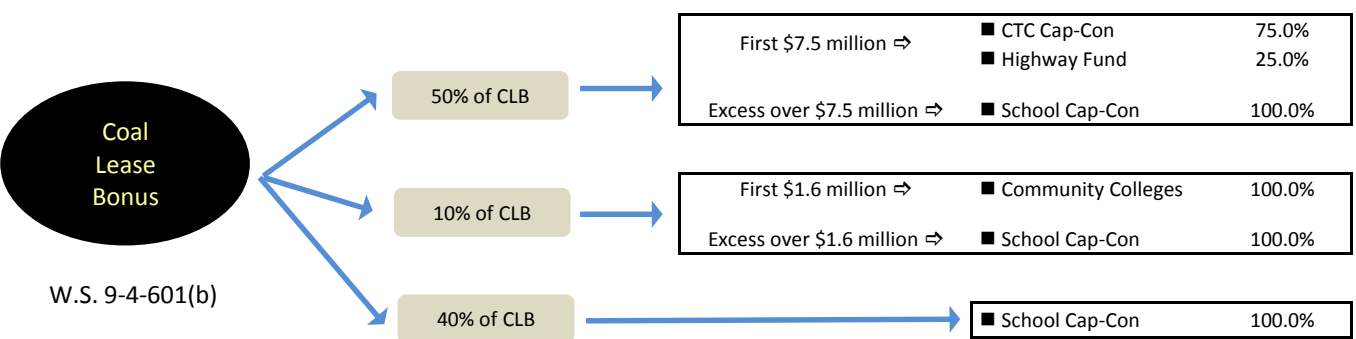 Coal
Lease
Bonus
W.S. 9-4-601(b)
50% of CLB
First $7.5 million ⇨ ■ CTC Cap-Con 75.0%
■ Highway Fund 25.0%
Excess over $7.5 million ⇨ ■ School Cap-Con 100.0%
10% of CLB
First $1.6 million ⇨ ■ Community Colleges 100.0%
Excess over $1.6 million ⇨ ■ School Cap-Con 100.0%
40% of CLB
■ School Cap-Con 100.0%